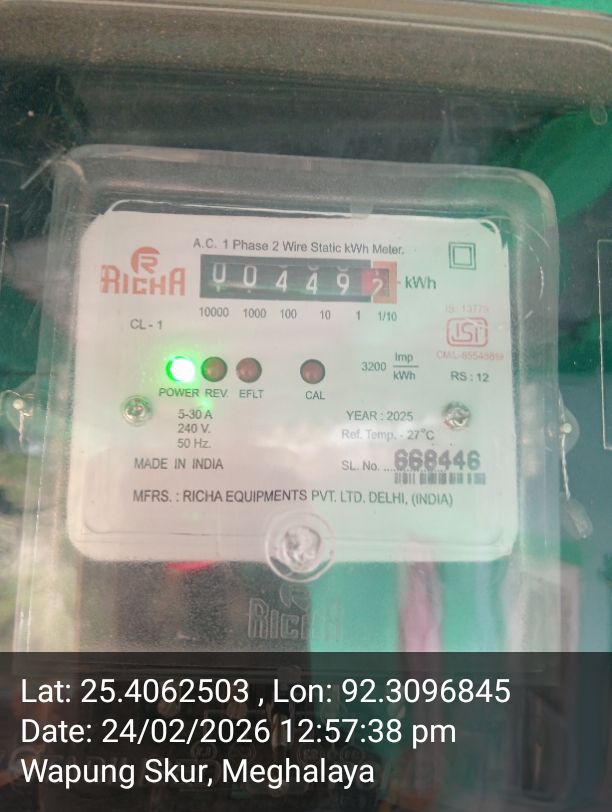 A.C. 1 Phase 2 Wire Static kWh Meter.
RICHA
004492 kWh
10000 1000 100 10 1 1/10
CL - 1
IS: 13779
ISI
3200 Imp/kWh
RS : 12
POWER REV. EFLT CAL
5-30 A
240 V.
50 Hz.
YEAR : 2025
Ref. Temp. - 27°C
MADE IN INDIA
SL. No. 668446
MFRS. : RICHA EQUIPMENTS PVT. LTD. DELHI, (INDIA)
RICHA
Lat: 25.4062503 , Lon: 92.3096845
Date: 24/02/2026 12:57:38 pm
Wapung Skur, Meghalaya